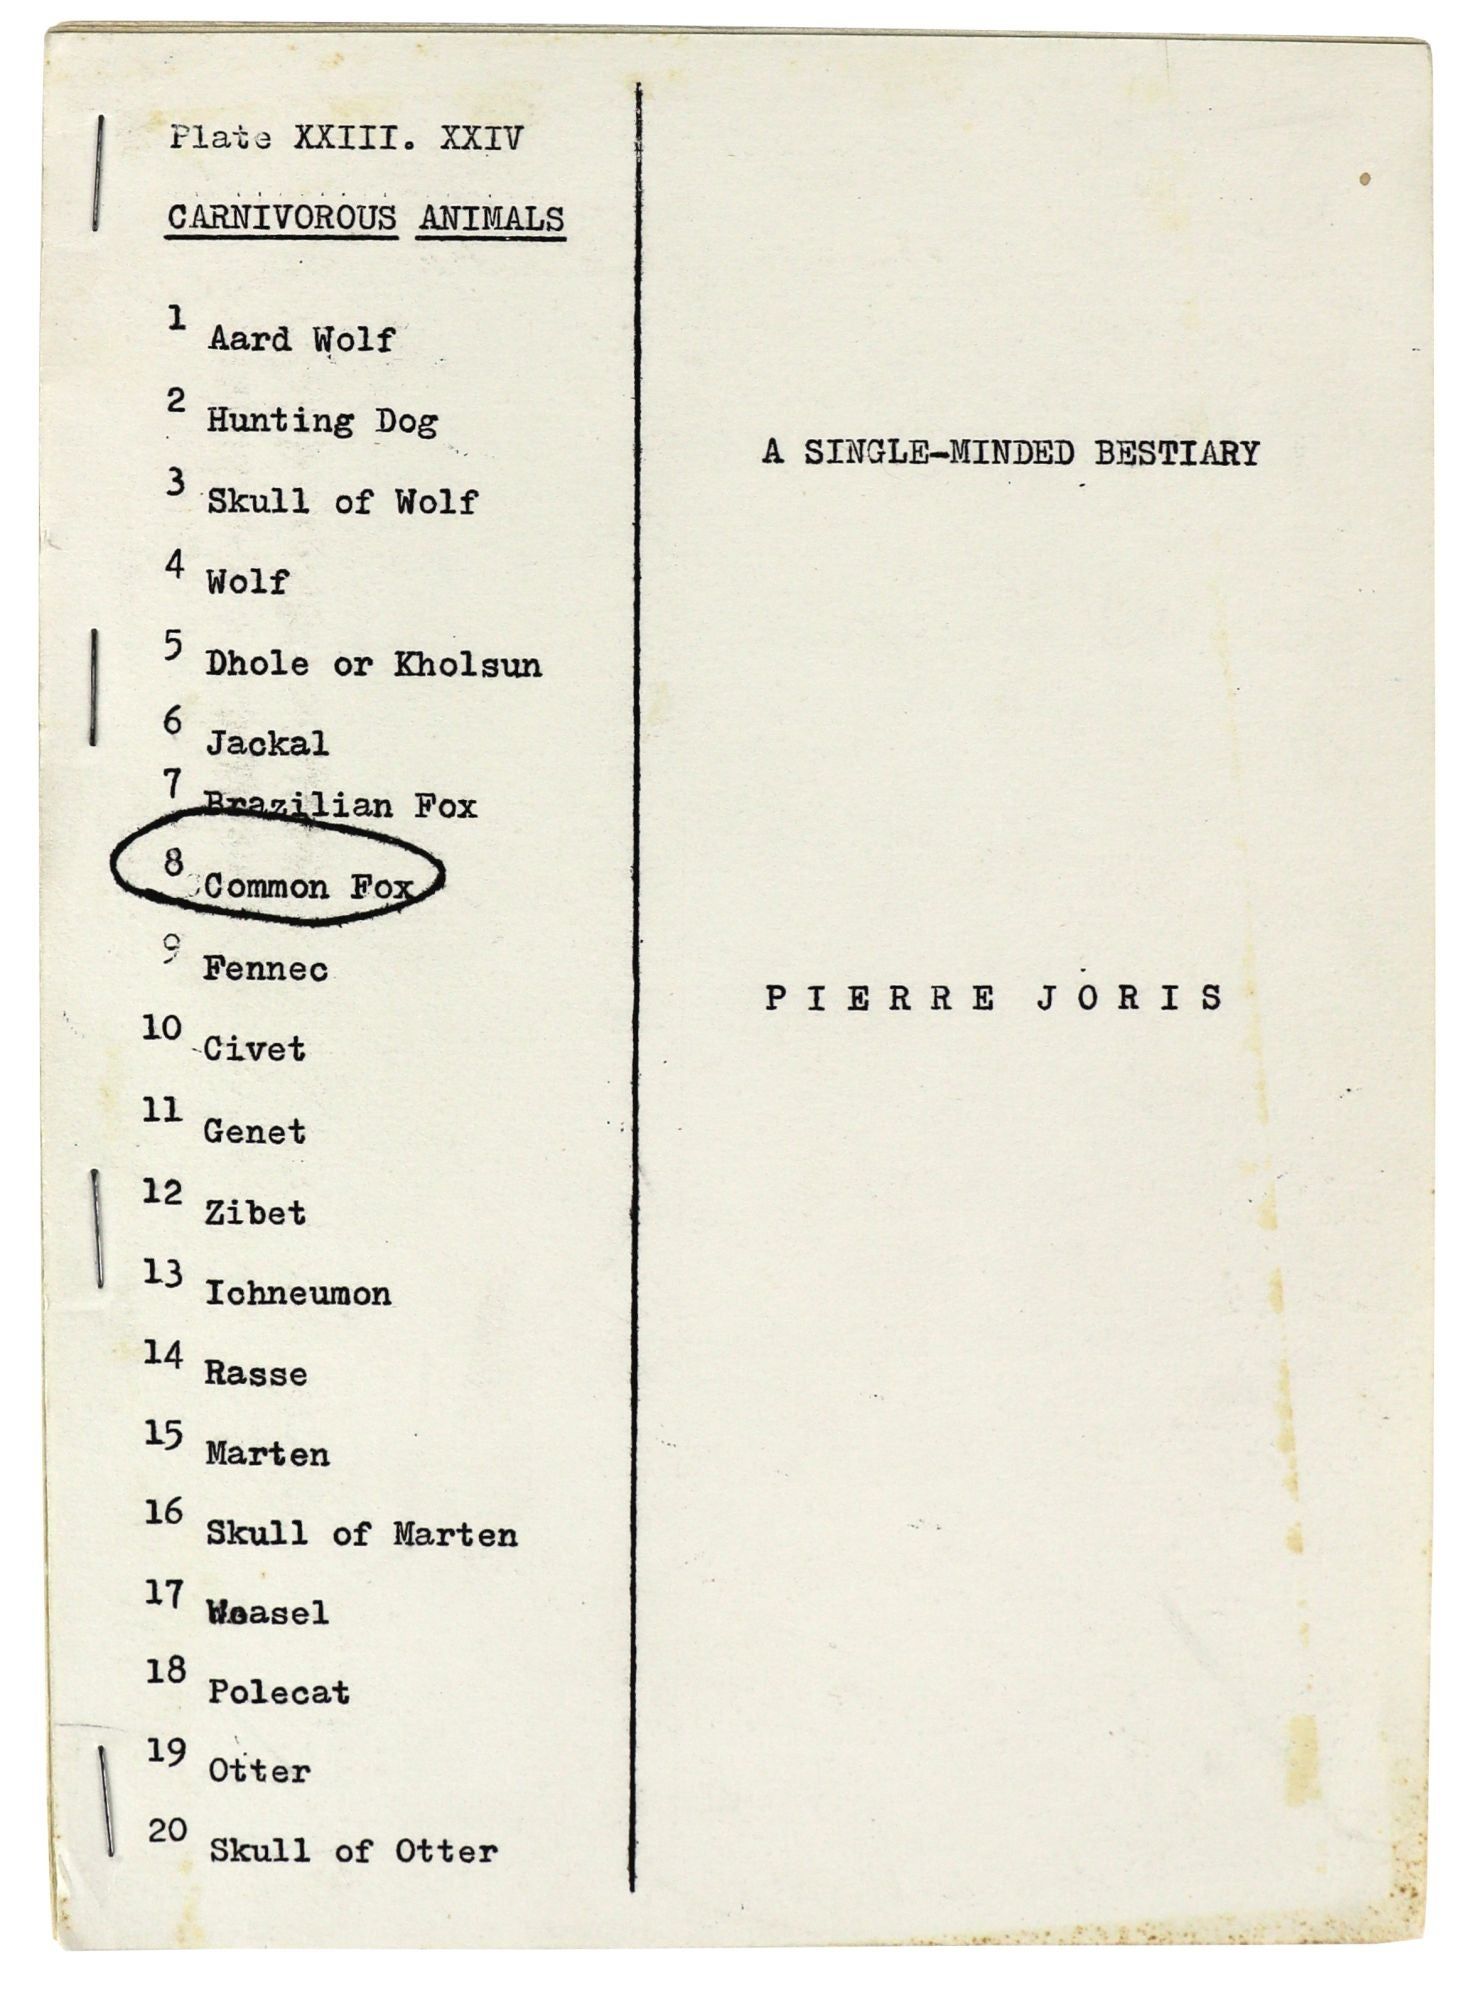 Plate XXIII. XXIV
CARNIVOROUS ANIMALS
1 Aard Wolf
2 Hunting Dog
3 Skull of Wolf
4 Wolf
5 Dhole or Kholsun
6 Jackal
7 Brazilian Fox
8 Common Fox
9 Fennec
10 Civet
11 Genet
12 Zibet
13 Ichneumon
14 Rasse
15 Marten
16 Skull of Marten
17 Weasel
18 Polecat
19 Otter
20 Skull of Otter
A SINGLE-MINDED BESTIARY
PIERRE JORIS